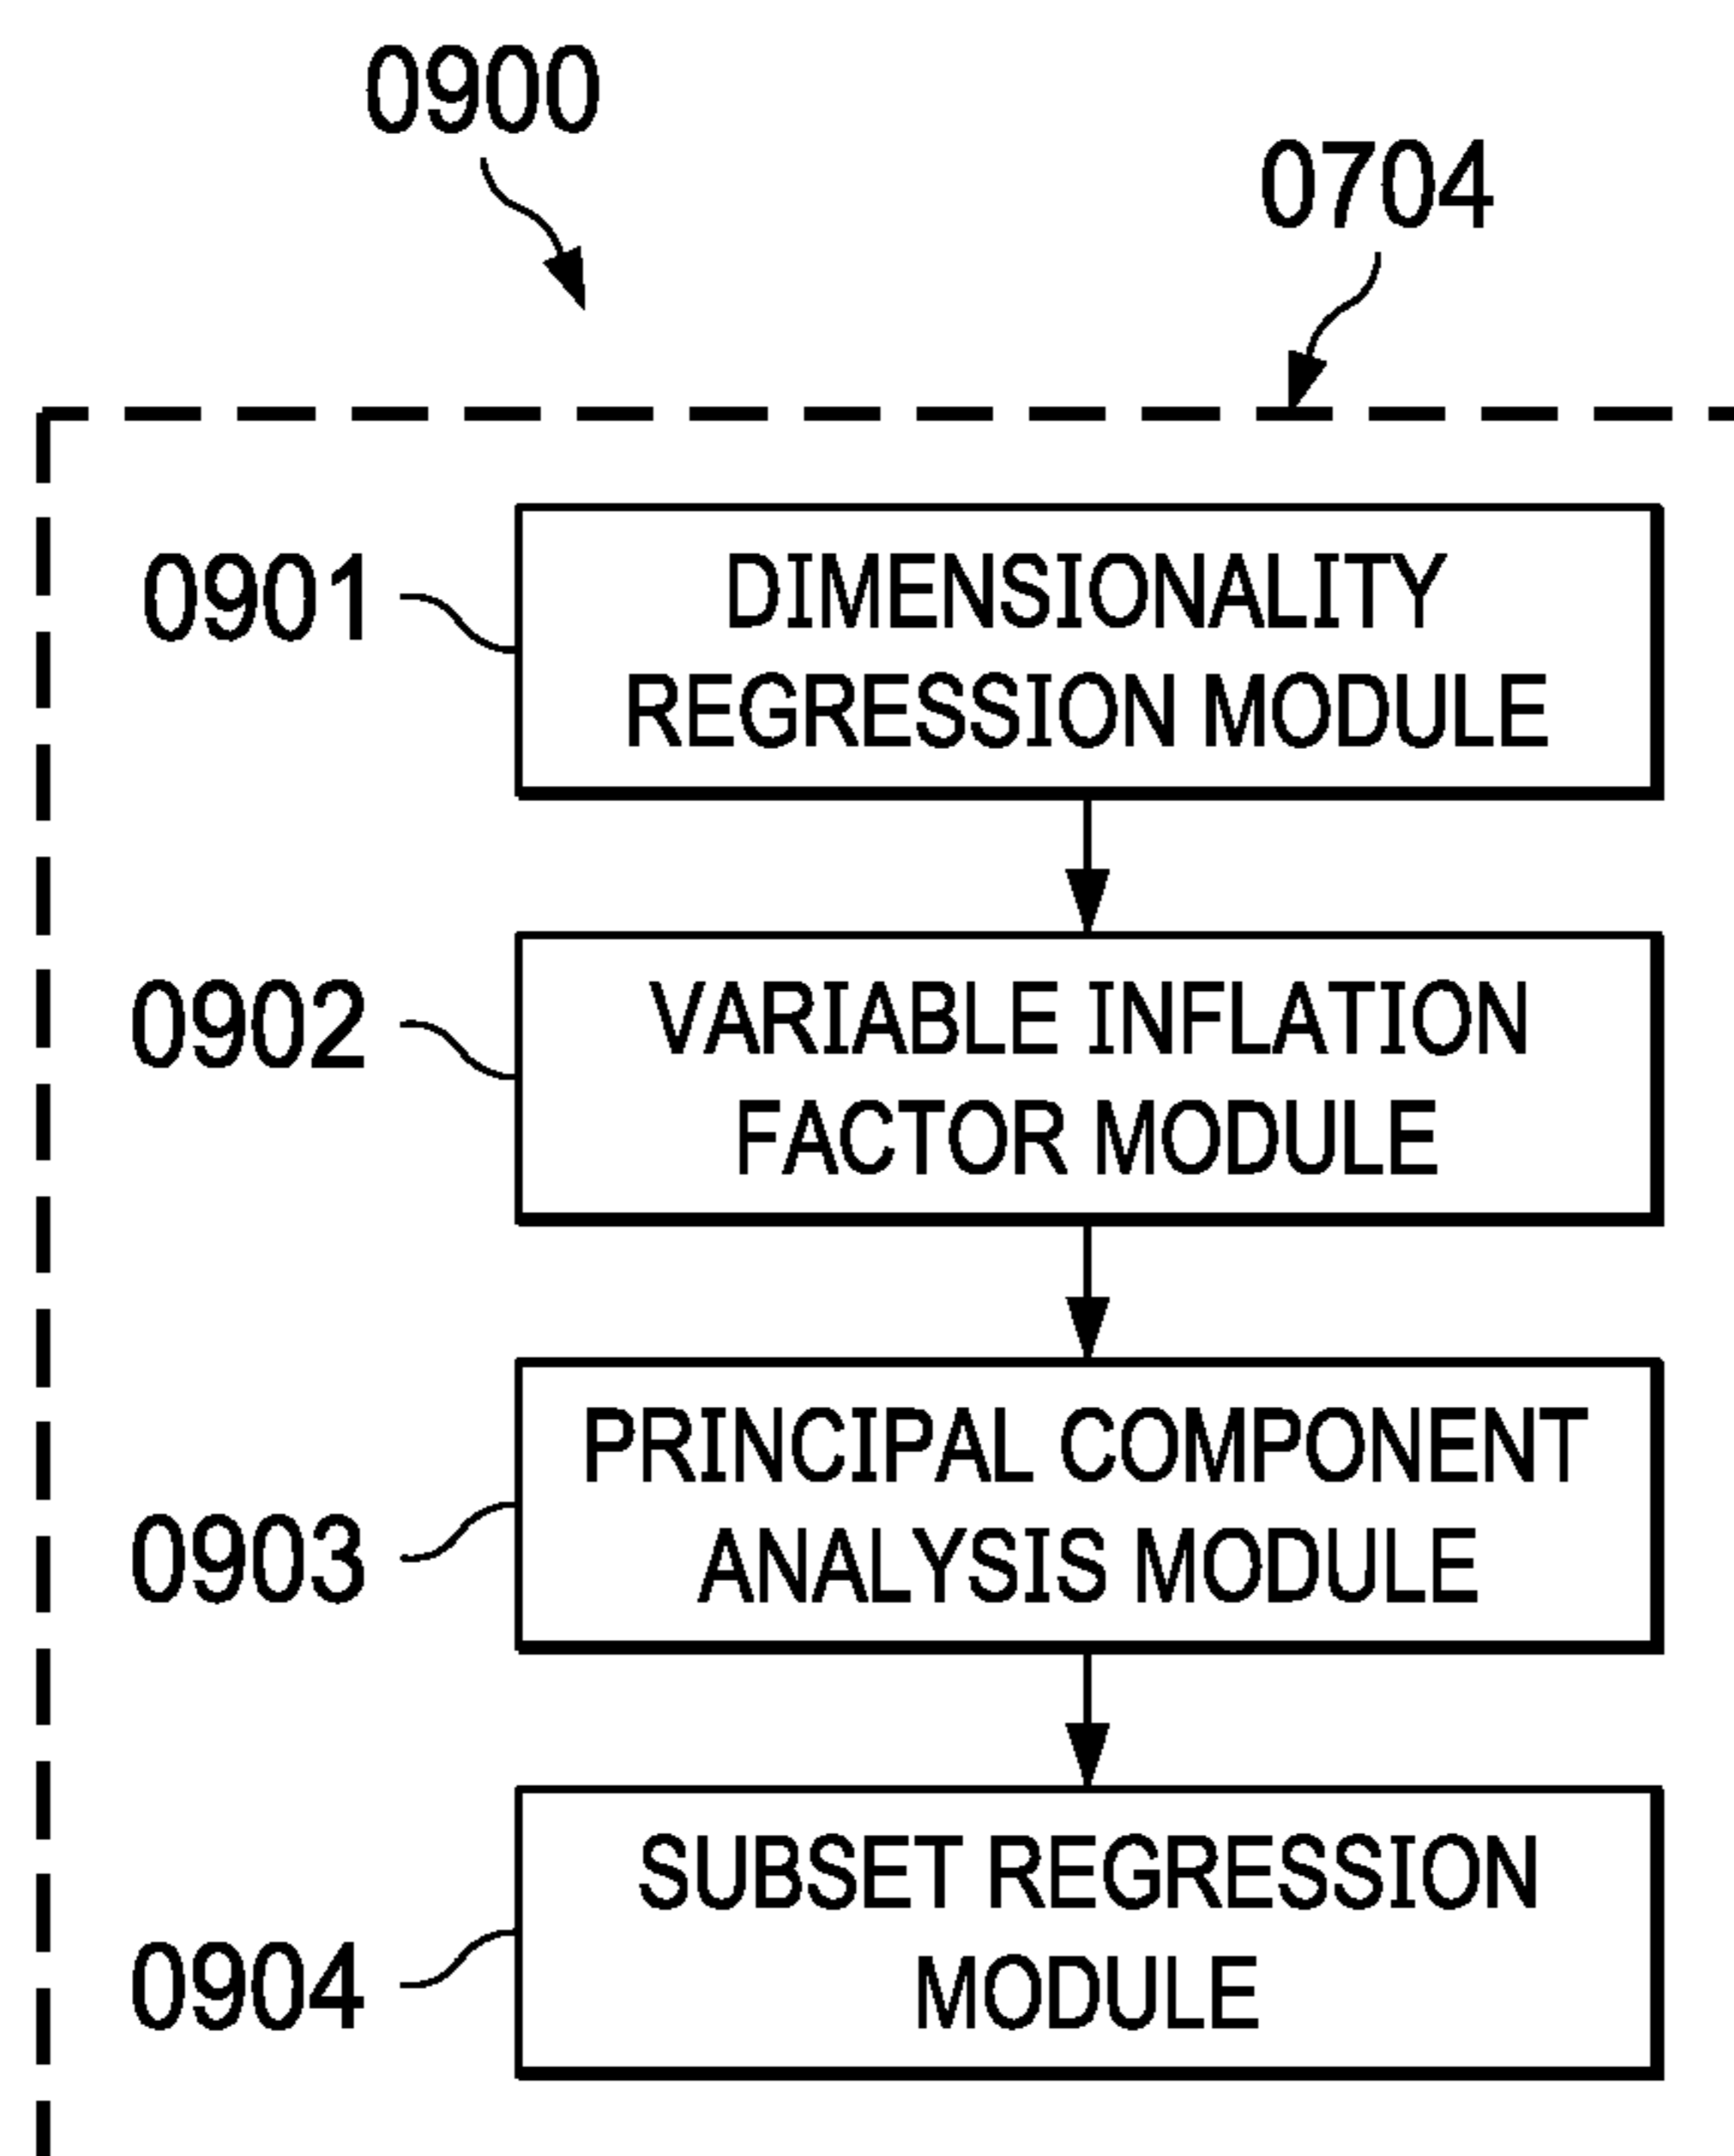 0900
0704
0901
DIMENSIONALITY
REGRESSION MODULE
0902
VARIABLE INFLATION
FACTOR MODULE
0903
PRINCIPAL COMPONENT
ANALYSIS MODULE
0904
SUBSET REGRESSION
MODULE